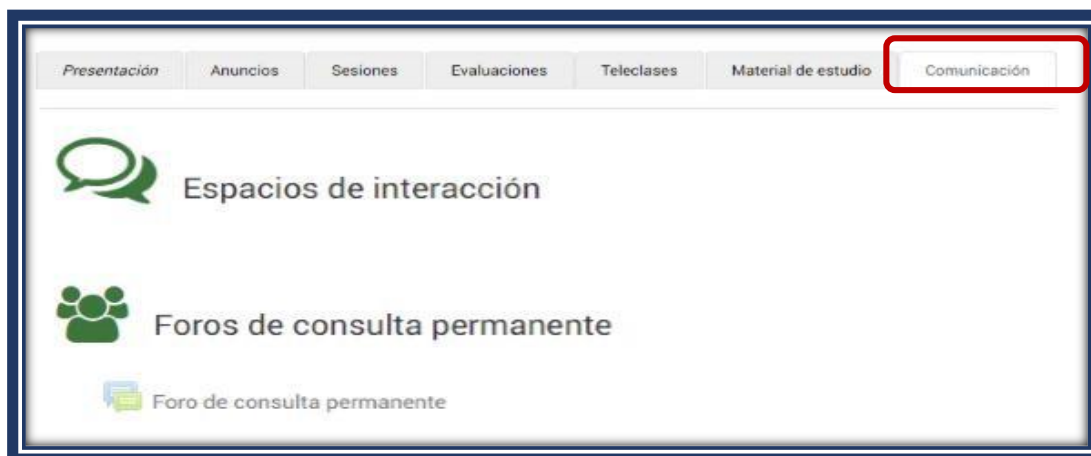 Presentación Anuncios Sesiones Evaluaciones Teleclases Material de estudio Comunicación
Espacios de interacción
Foros de consulta permanente
Foro de consulta permanente